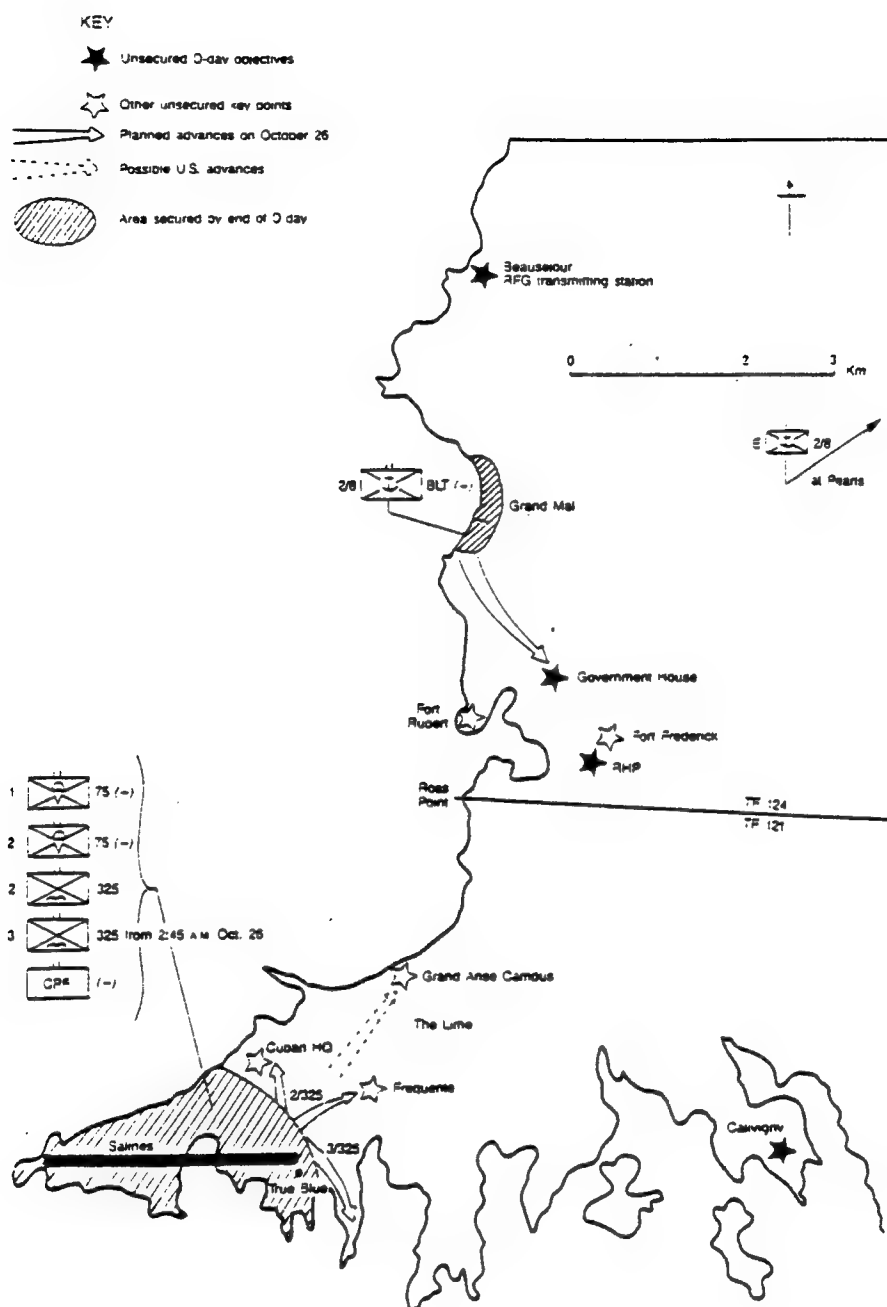 KEY
Unsecured D-day objectives
Other unsecured key points
Planned advances on October 26
Possible U.S. advances
Area secured by end of D day
Beausejour
RFG transmitting station
0 1 2 3
Km
2/8 BLT (-)
Grand Mal
E 2/8
at Pearls
Government House
Fort
Rupert
Fort Frederick
RHP
Ross
Point
TF 124
TF 121
1 75 (-)
2 75 (-)
2 325
3 325 from 2:45 A.M. Oct. 26
CPF (-)
Grand Anse Campus
The Lime
Cuban HQ
2/325
Frequente
3/325
Calivigny
Salines
True Blue